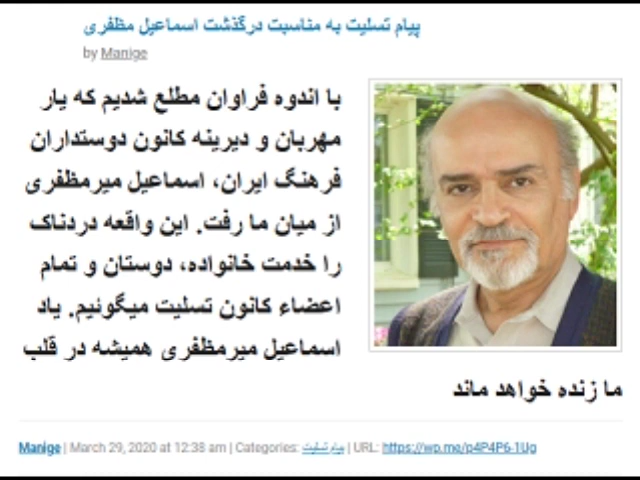 پیام تسلیت به مناسبت درگذشت اسماعیل مظفری
by Manige
با اندوه فراوان مطلع شدیم که یار
مهربان و دیرینه کانون دوستداران
فرهنگ ایران، اسماعیل میرمظفری
از میان ما رفت. این واقعه دردناک
را خدمت خانواده، دوستان و تمام
اعضاء کانون تسلیت میگوئیم. یاد
اسماعیل میرمظفری همیشه در قلب
ما زنده خواهد ماند
Manige | March 29, 2020 at 12:38 am | Categories: پیام تسلیت | URL: https://wp.me/p4P4P6-1Ug